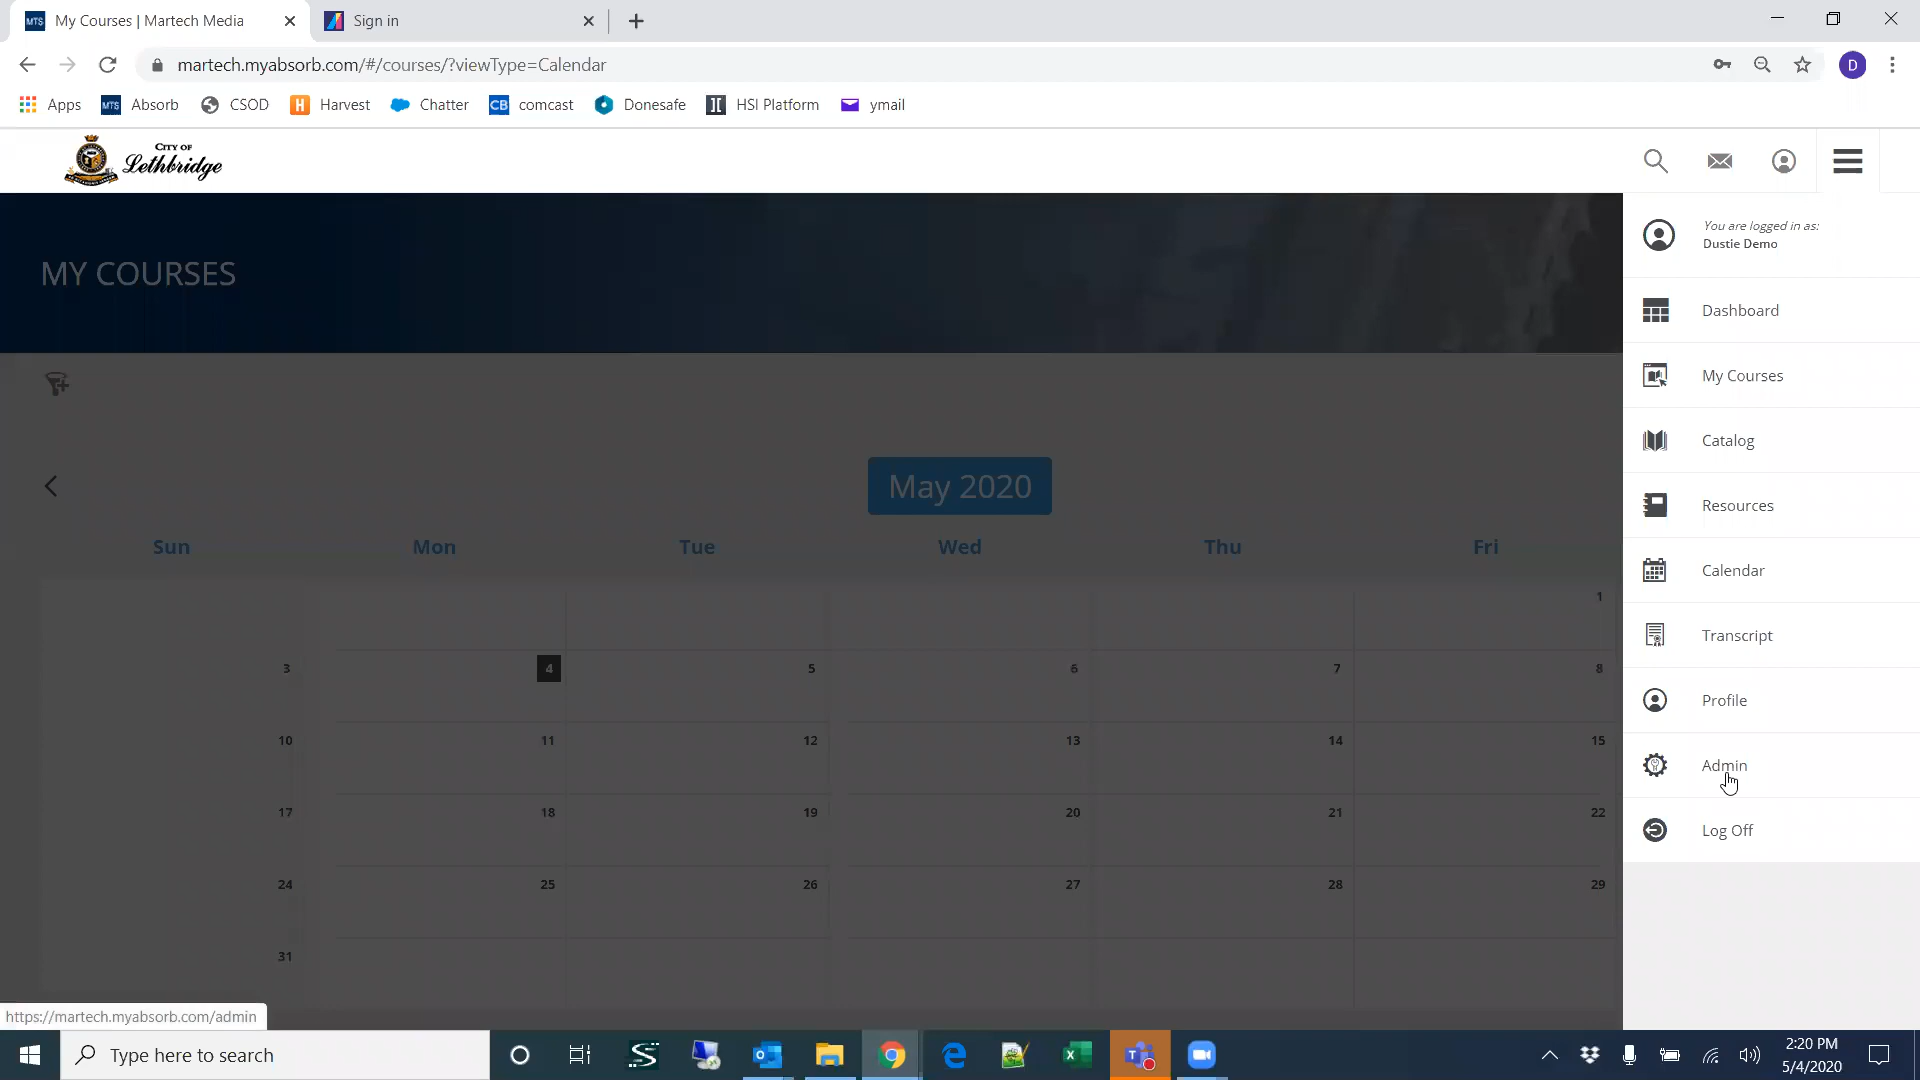 MTS My Courses | Martech Media
Sign in
martech.myabsorb.com/#/courses/?viewType=Calendar
D
Apps
MTS Absorb
CSOD
H Harvest
Chatter
CB comcast
Donesafe
HSI Platform
ymail
CITY OF
Lethbridge
You are logged in as:
Dustie Demo
MY COURSES
Dashboard
My Courses
Catalog
Resources
Calendar
Transcript
Profile
Admin
Log Off
May 2020
Sun Mon Tue Wed Thu Fri
1
3 4 5 6 7 8
10 11 12 13 14 15
17 18 19 20 21 22
24 25 26 27 28 29
31
https://martech.myabsorb.com/admin
Type here to search
2:20 PM
5/4/2020